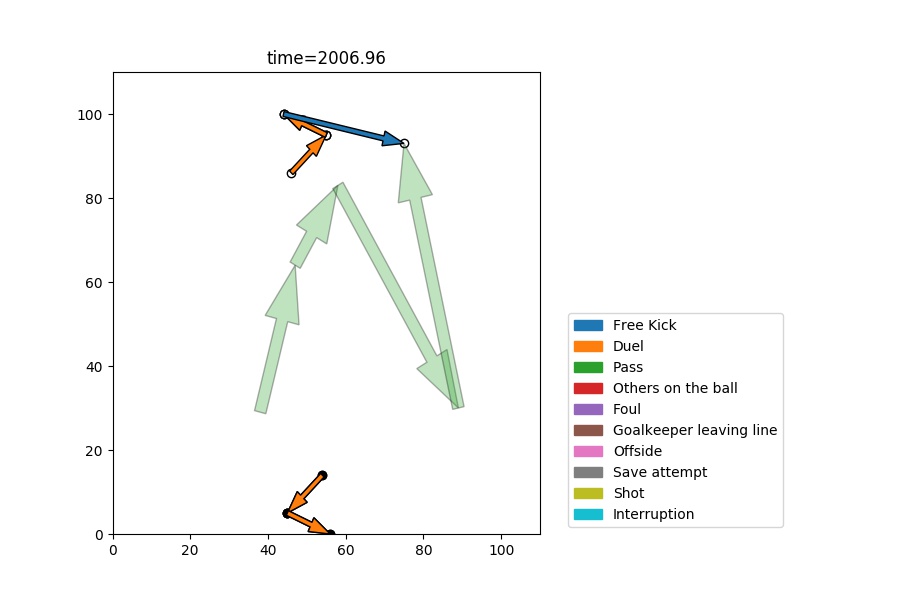 time=2006.96
100
80
60
40
20
0
0 20 40 60 80 100
Free Kick
Duel
Pass
Others on the ball
Foul
Goalkeeper leaving line
Offside
Save attempt
Shot
Interruption